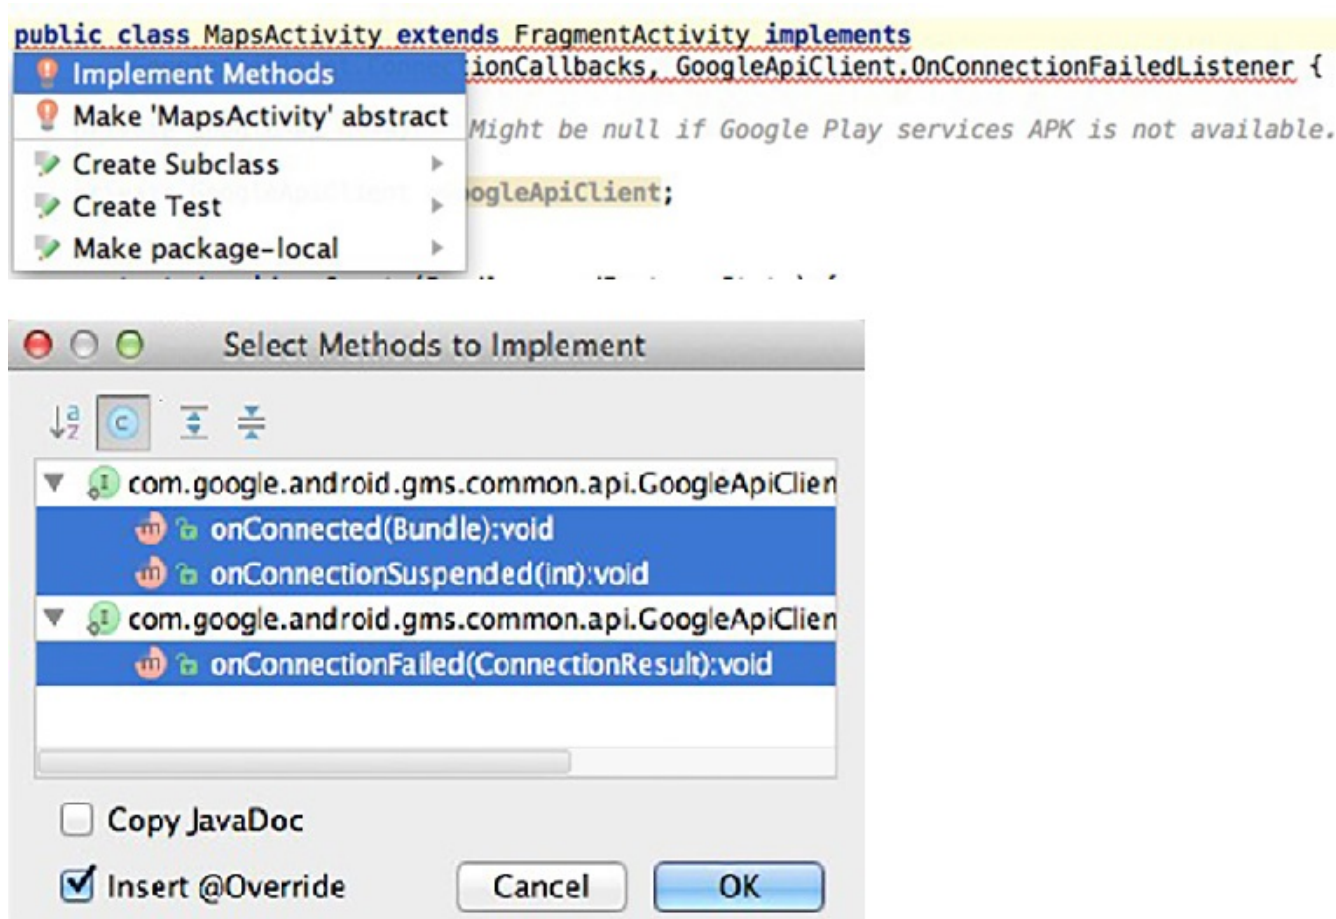 public class MapsActivity extends FragmentActivity implements
Implement Methods
ionCallbacks, GoogleApiClient.OnConnectionFailedListener {
Make 'MapsActivity' abstract
Might be null if Google Play services APK is not available.
Create Subclass
ogleApiClient;
Create Test
Make package-local
Select Methods to Implement
com.google.android.gms.common.api.GoogleApiClien
onConnected(Bundle):void
onConnectionSuspended(int):void
com.google.android.gms.common.api.GoogleApiClien
onConnectionFailed(ConnectionResult):void
Copy JavaDoc
Insert @Override
Cancel
OK